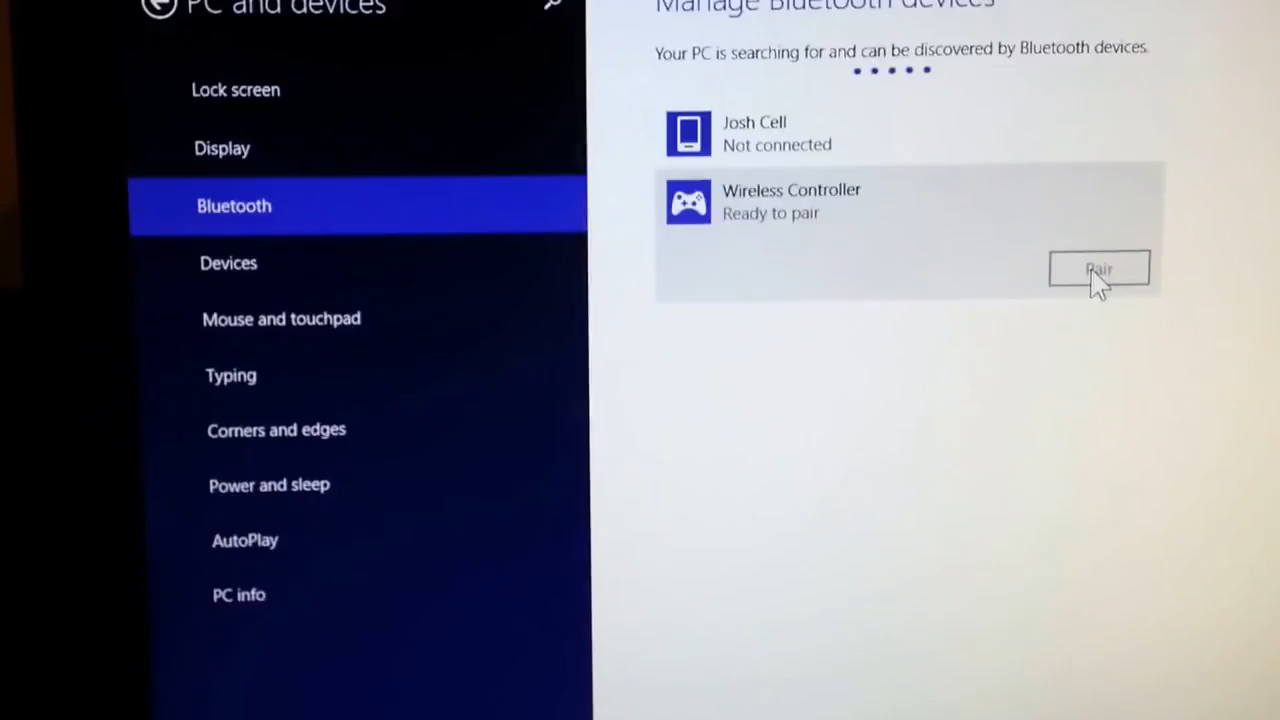 PC and devices
Lock screen
Display
Bluetooth
Devices
Mouse and touchpad
Typing
Corners and edges
Power and sleep
AutoPlay
PC info
Manage Bluetooth devices
Your PC is searching for and can be discovered by Bluetooth devices.
Josh Cell
Not connected
Wireless Controller
Ready to pair
Pair